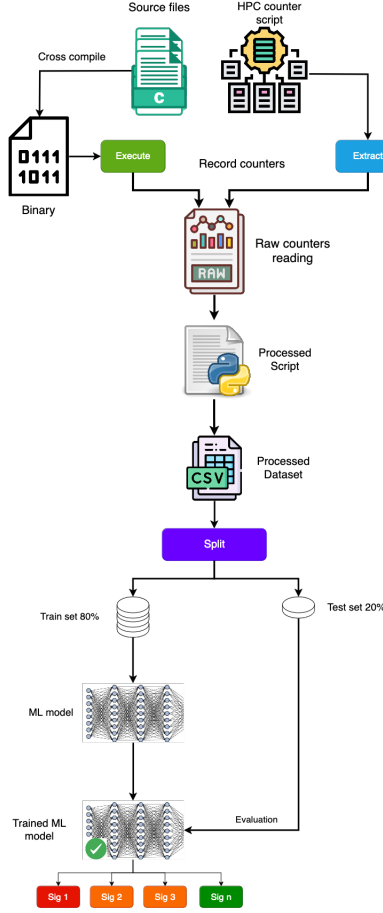 Source files
HPC counter
script
Cross compile
C
0111
1011
Binary
Execute
Record counters
Extract
RAW
Raw counters
reading
Processed
Script
CSV
Processed
Dataset
Split
Train set 80%
Test set 20%
ML model
Trained ML
model
Evaluation
Sig 1
Sig 2
Sig 3
Sig n